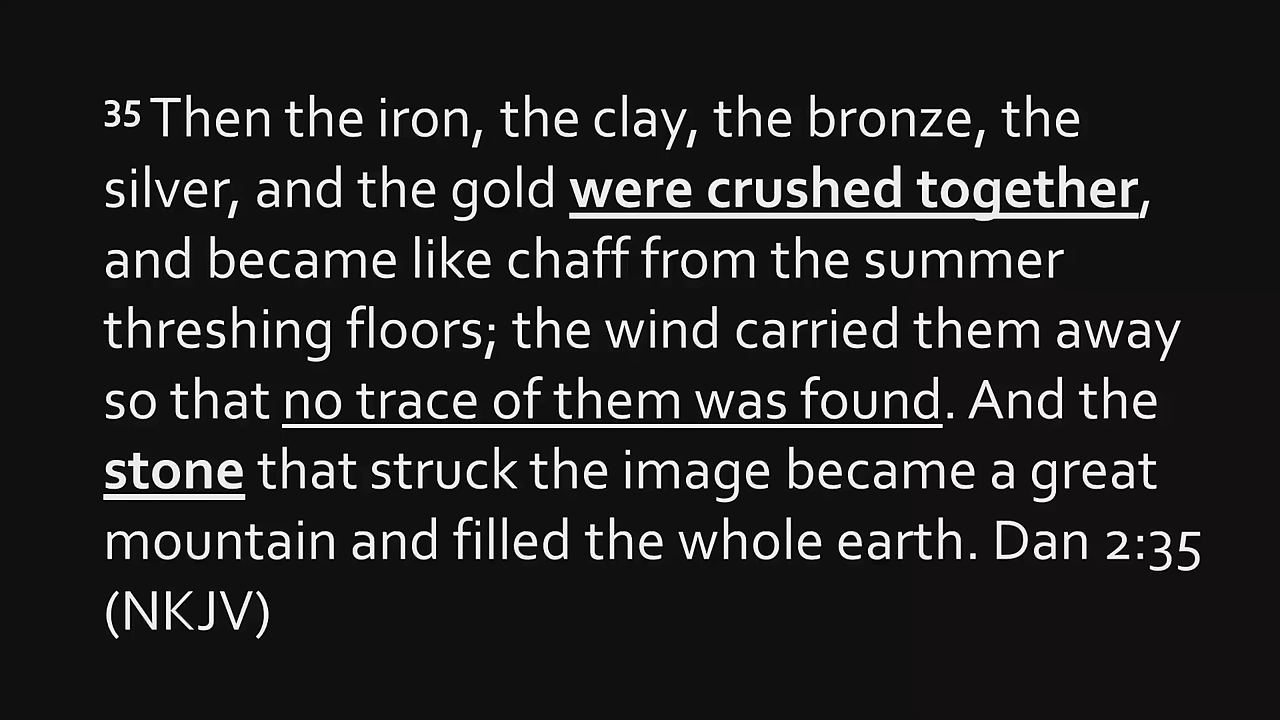 35 Then the iron, the clay, the bronze, the
silver, and the gold were crushed together,
and became like chaff from the summer
threshing floors; the wind carried them away
so that no trace of them was found. And the
stone that struck the image became a great
mountain and filled the whole earth. Dan 2:35
(NKJV)